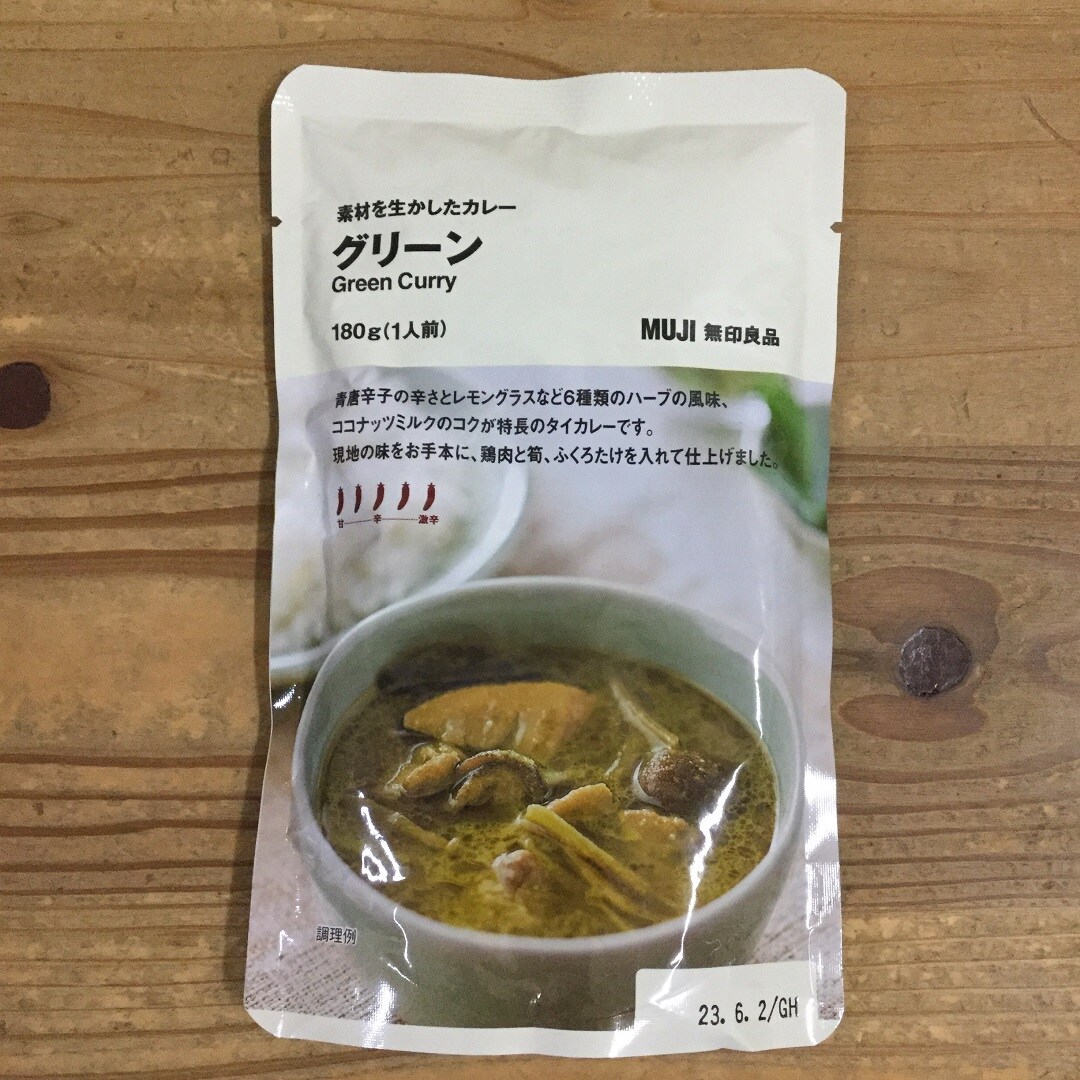 素材を生かしたカレー
グリーン
Green Curry
180g(1人前)
MUJI 無印良品
青唐辛子の辛さとレモングラスなど6種類のハーブの風味、
ココナッツミルクのコクが特長のタイカレーです。
現地の味をお手本に、鶏肉と筍、ふくろたけを入れて仕上げました。
甘 辛 激辛
調理例
23. 6. 2/GH